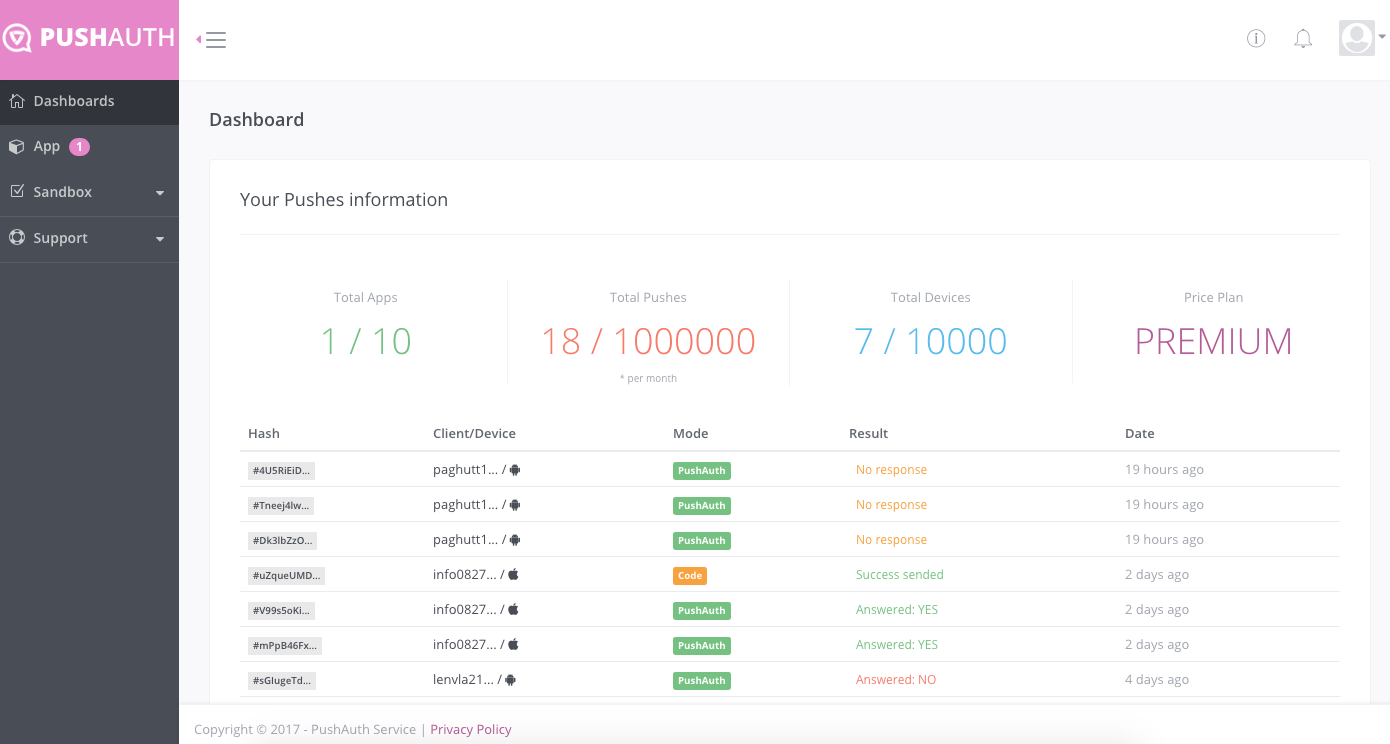 PUSHAUTH
Dashboards
App 1
Sandbox
Support
Dashboard
Your Pushes information
Total Apps Total Pushes Total Devices Price Plan
1 / 10 18 / 1000000 7 / 10000 PREMIUM
* per month
Hash Client/Device Mode Result Date
#4U5RiEiD... paghutt1... / PushAuth No response 19 hours ago
#Tneej4lw... paghutt1... / PushAuth No response 19 hours ago
#Dk3lbZzO... paghutt1... / PushAuth No response 19 hours ago
#uZqueUMD... info0827... / Code Success sended 2 days ago
#V99s5oKi... info0827... / PushAuth Answered: YES 2 days ago
#mPpB46Fx... info0827... / PushAuth Answered: YES 2 days ago
#sGlugeTd... lenvla21... / PushAuth Answered: NO 4 days ago
Copyright © 2017 - PushAuth Service | Privacy Policy